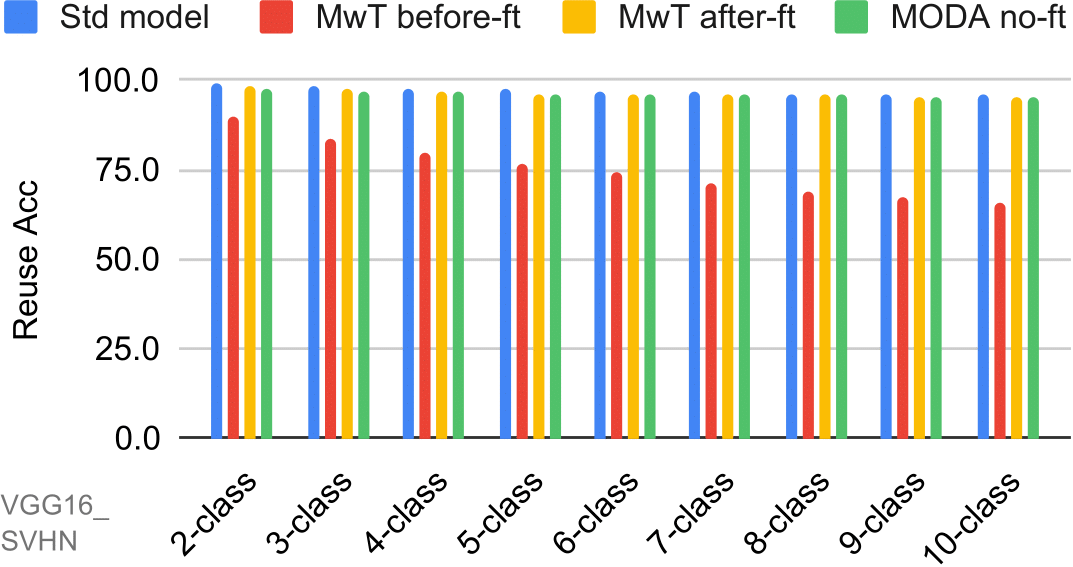 Std model MwT before-ft MwT after-ft MODA no-ft
100.0
75.0
50.0
25.0
0.0
Reuse Acc
2-class 3-class 4-class 5-class 6-class 7-class 8-class 9-class 10-class
VGG16_
SVHN